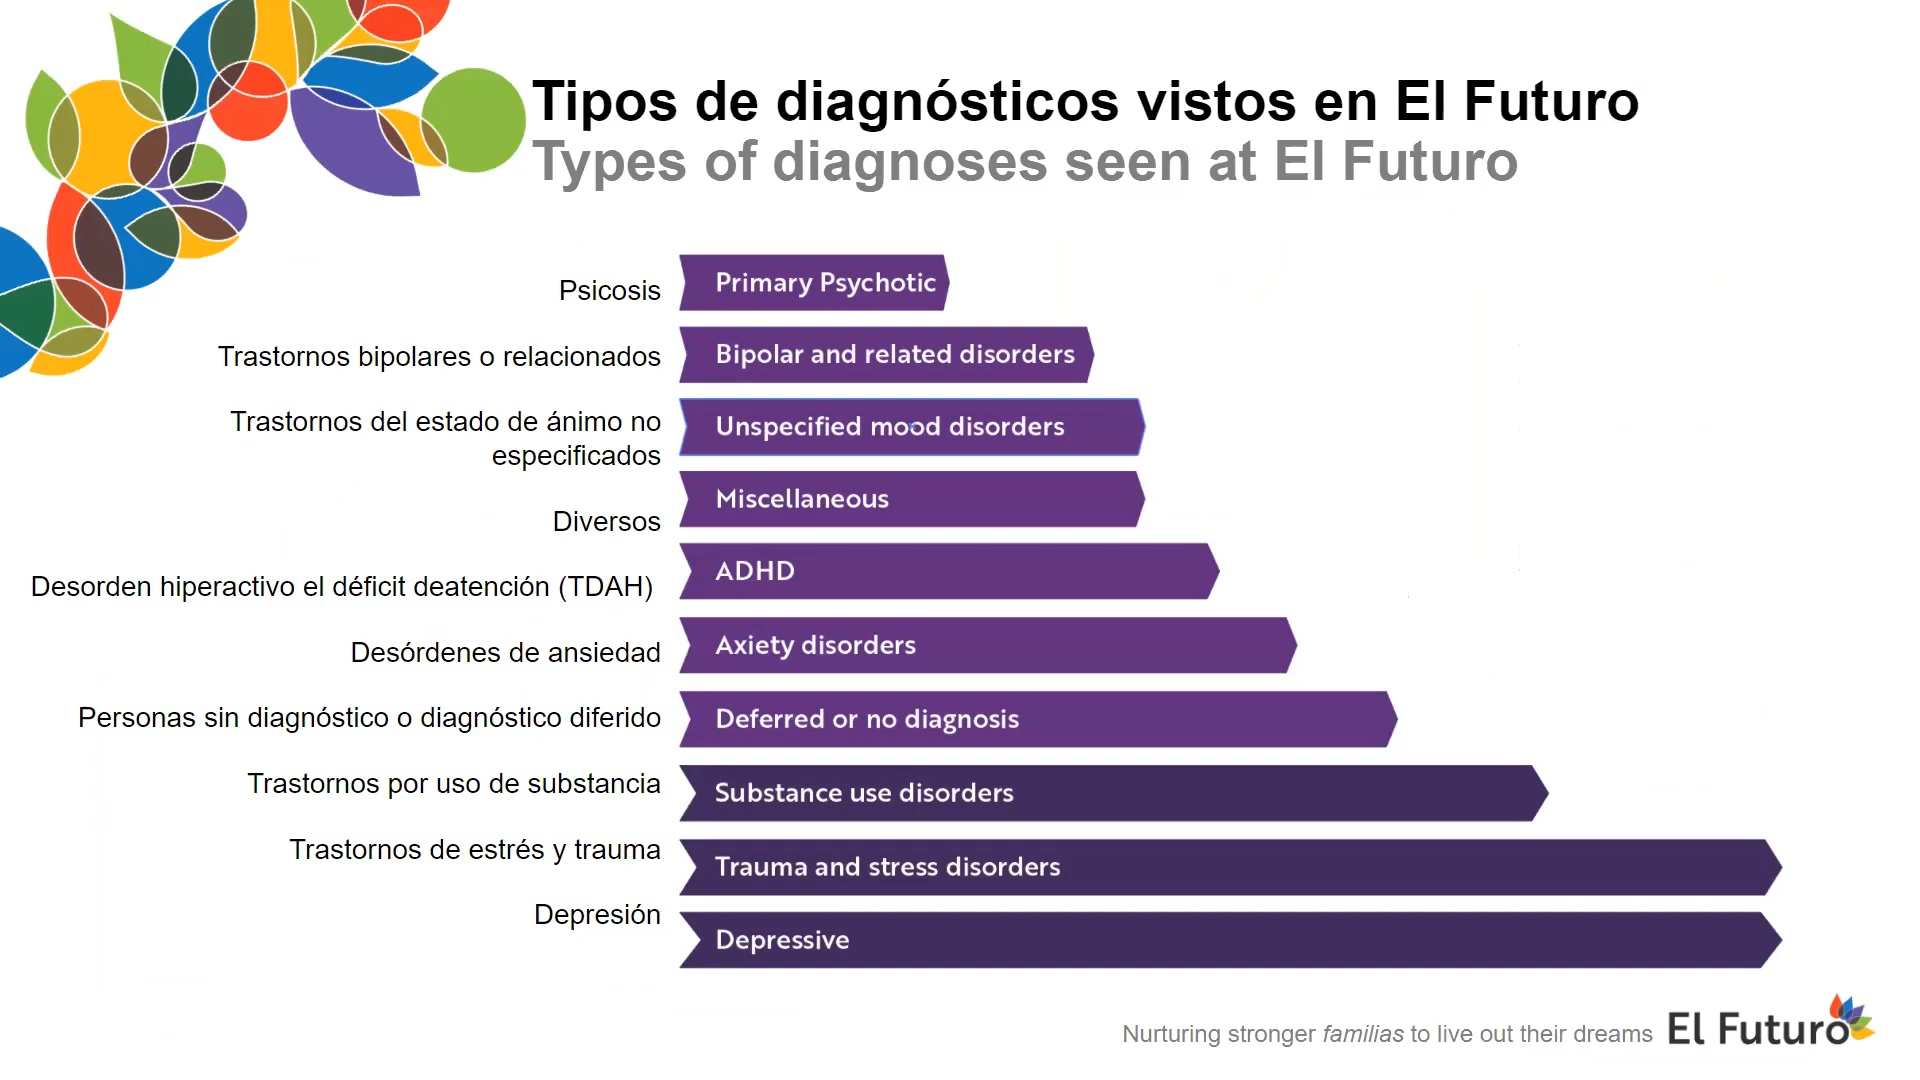 Tipos de diagnósticos vistos en El Futuro
Types of diagnoses seen at El Futuro
Psicosis
Primary Psychotic
Trastornos bipolares o relacionados
Bipolar and related disorders
Trastornos del estado de ánimo no
especificados
Unspecified mood disorders
Diversos
Miscellaneous
Desorden hiperactivo el déficit deatención (TDAH)
ADHD
Desórdenes de ansiedad
Axiety disorders
Personas sin diagnóstico o diagnóstico diferido
Deferred or no diagnosis
Trastornos por uso de substancia
Substance use disorders
Trastornos de estrés y trauma
Trauma and stress disorders
Depresión
Depressive
Nurturing stronger familias to live out their dreams
El Futuro